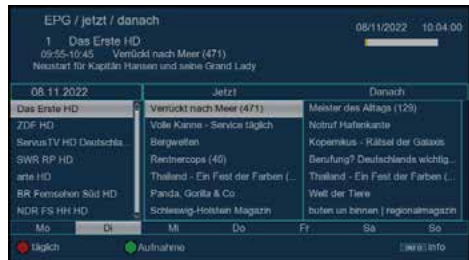 EPG / jetzt / danach
08/11/2022 10:04:00
1 Das Erste HD
09:55-10:45 Verrückt nach Meer (471)
Neustart für Kapitän Hansen und seine Grand Lady
08.11.2022 Jetzt Danach
Das Erste HD Verrückt nach Meer (471) Meister des Alltags (129)
ZDF HD Volle Kanne - Service täglich Notruf Hafenkante
ServusTV HD Deutschla... Bergwelten Kopernikus - Rätsel der Galaxis
SWR RP HD Rentnercops (40) Berufung? Deutschlands wichtig...
arte HD Thailand - Ein Fest der Farben (... Thailand - Ein Fest der Farben (...
BR Fernsehen Süd HD Panda, Gorilla & Co Welt der Tiere
NDR FS HH HD Schleswig-Holstein Magazin buten un binnen | regionalmagazin
Mo Di Mi Do Fr Sa So
täglich Aufnahme INFO Info